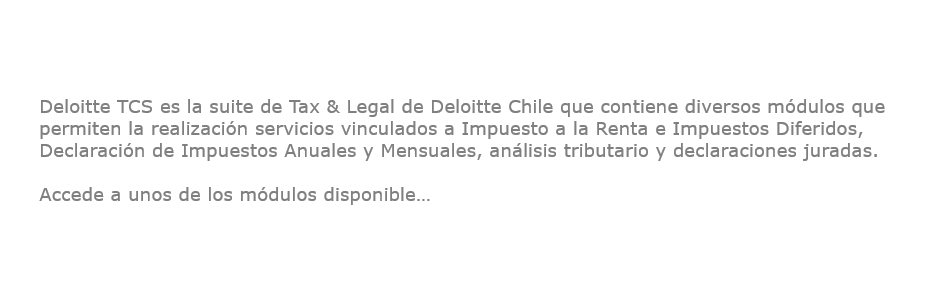 Deloitte TCS es la suite de Tax & Legal de Deloitte Chile que contiene diversos módulos que
permiten la realización servicios vinculados a Impuesto a la Renta e Impuestos Diferidos,
Declaración de Impuestos Anuales y Mensuales, análisis tributario y declaraciones juradas.
Accede a unos de los módulos disponible…